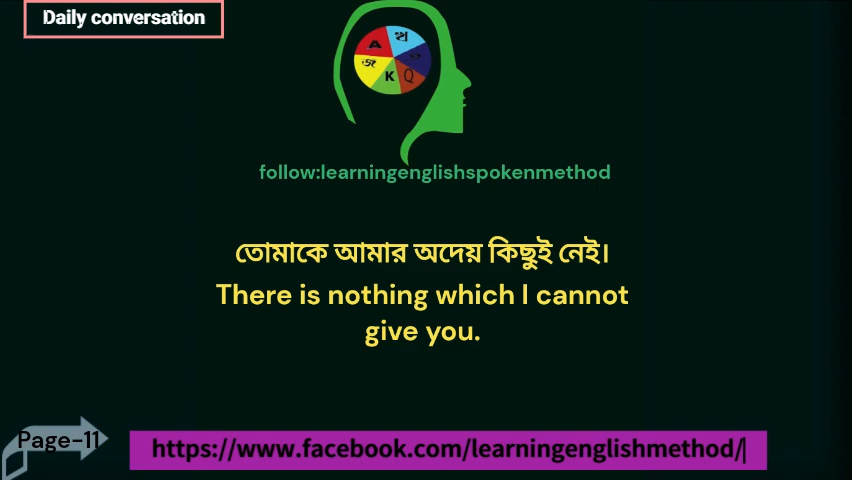 Daily conversation
A খ
জ ত
K Q
follow:learningenglishspokenmethod
তোমাকে আমার অদেয় কিছুই নেই।
There is nothing which I cannot
give you.
Page-11
https://www.facebook.com/learningenglishmethod/